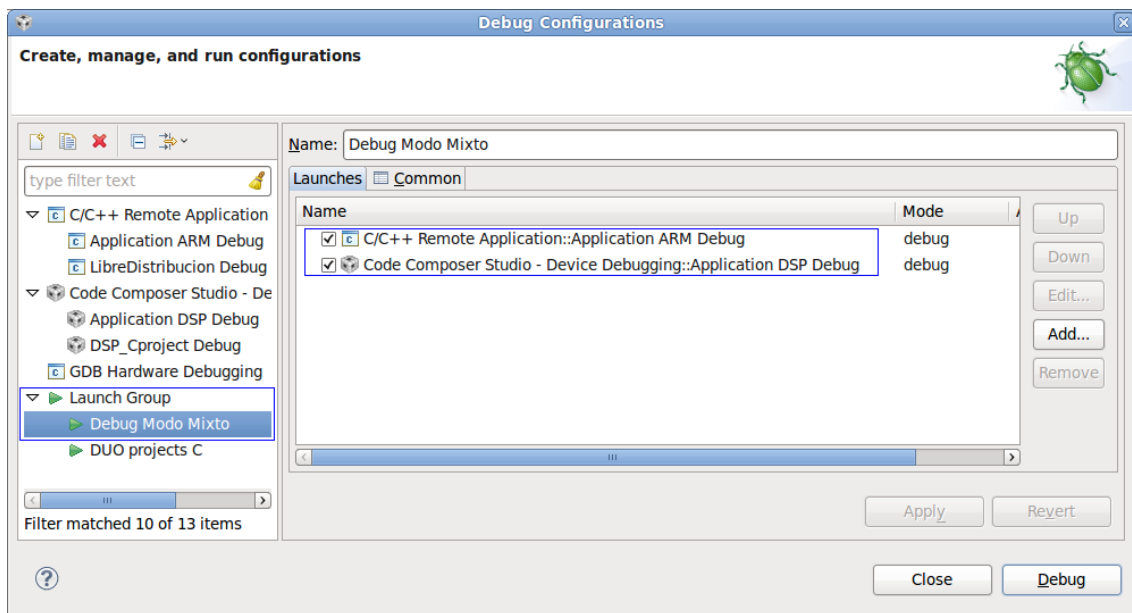 Debug Configurations
Create, manage, and run configurations
type filter text
C/C++ Remote Application
Application ARM Debug
LibreDistribucion Debug
Code Composer Studio - De
Application DSP Debug
DSP_Cproject Debug
GDB Hardware Debugging
Launch Group
Debug Modo Mixto
DUO projects C
Filter matched 10 of 13 items
Name: Debug Modo Mixto
Launches Common
Name Mode
C/C++ Remote Application::Application ARM Debug debug
Code Composer Studio - Device Debugging::Application DSP Debug debug
Up
Down
Edit...
Add...
Remove
Apply Revert
? Close Debug